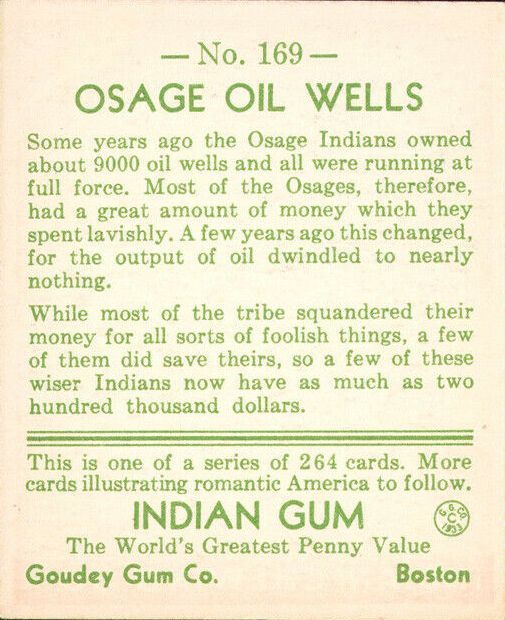 — No. 169 —
OSAGE OIL WELLS
Some years ago the Osage Indians owned
about 9000 oil wells and all were running at
full force. Most of the Osages, therefore,
had a great amount of money which they
spent lavishly. A few years ago this changed,
for the output of oil dwindled to nearly
nothing.
While most of the tribe squandered their
money for all sorts of foolish things, a few
of them did save theirs, so a few of these
wiser Indians now have as much as two
hundred thousand dollars.
This is one of a series of 264 cards. More
cards illustrating romantic America to follow.
INDIAN GUM
G. G. CO.
C
1933
The World's Greatest Penny Value
Goudey Gum Co. Boston